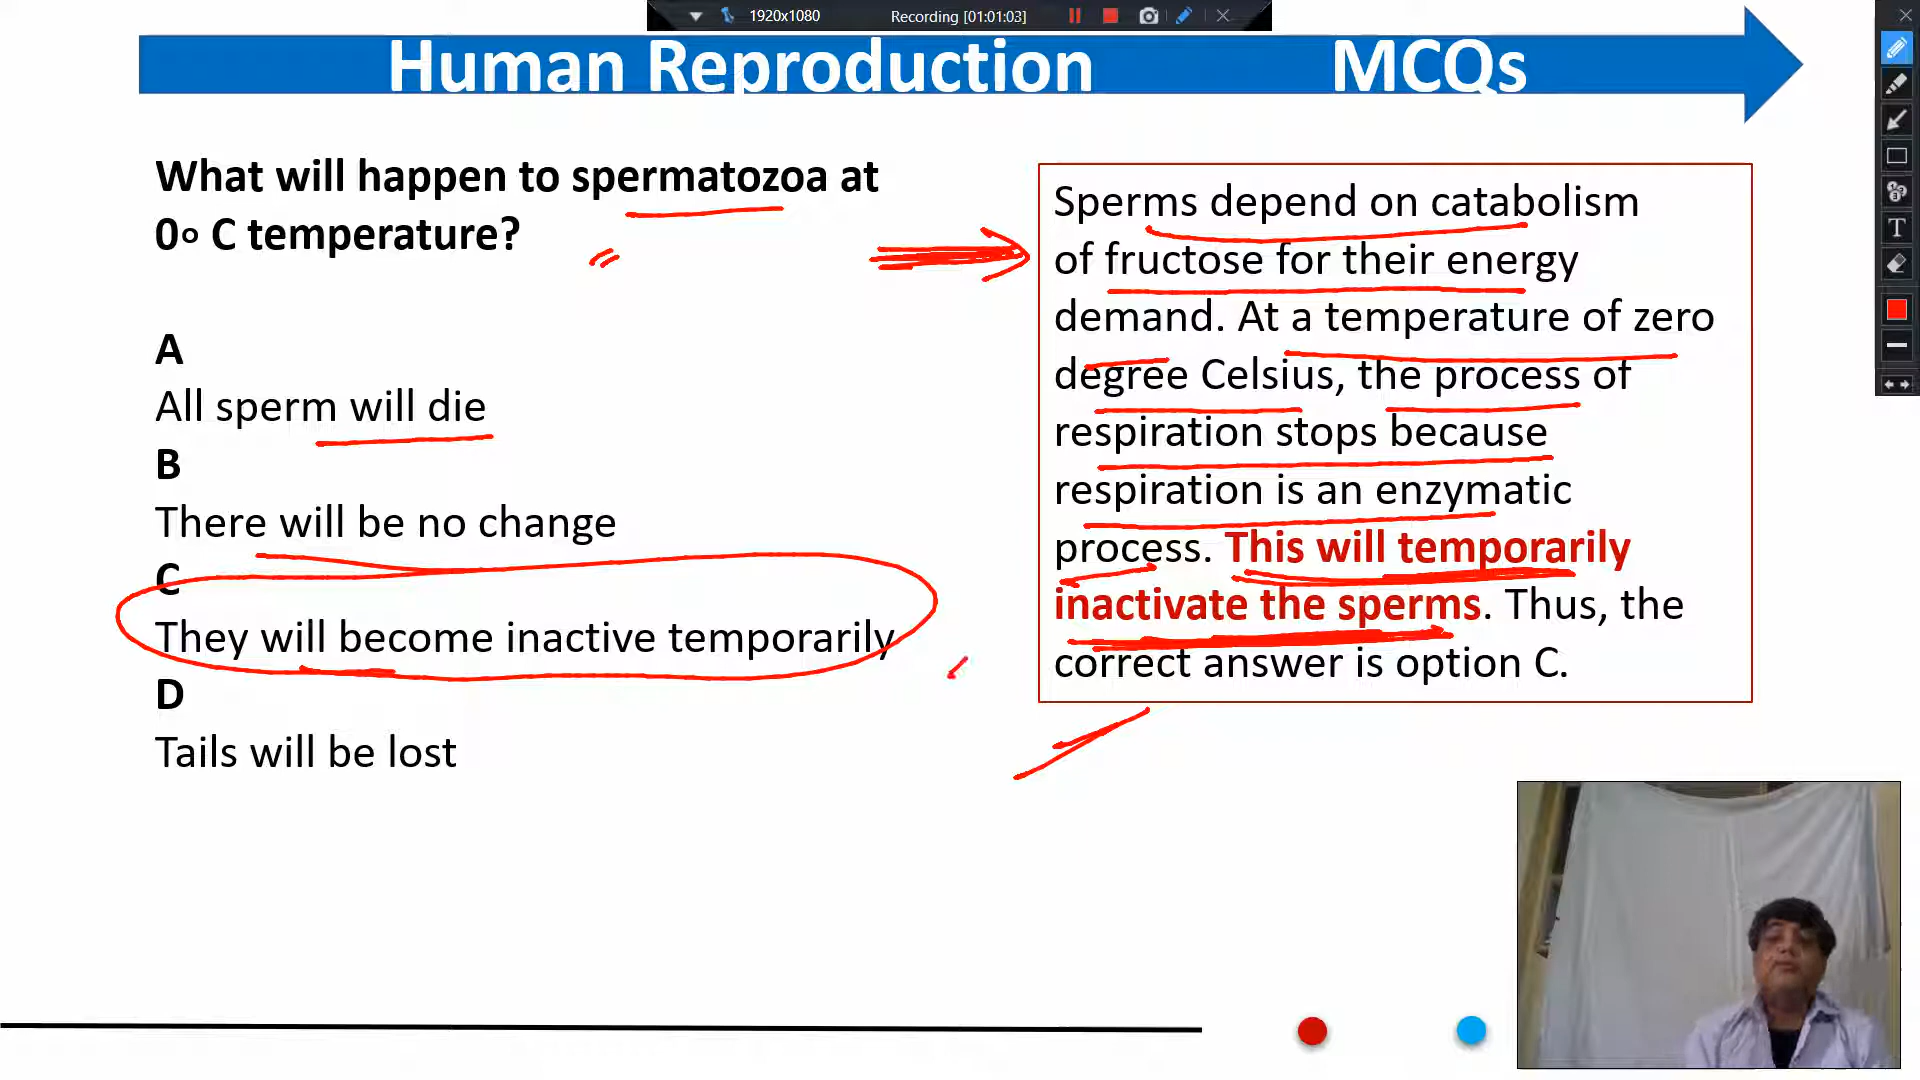 1920x1080
Recording [01:01:03]
Human Reproduction MCQs
What will happen to spermatozoa at
0∘ C temperature?
A
All sperm will die
B
There will be no change
C
They will become inactive temporarily
D
Tails will be lost
Sperms depend on catabolism
of fructose for their energy
demand. At a temperature of zero
degree Celsius, the process of
respiration stops because
respiration is an enzymatic
process. This will temporarily
inactivate the sperms. Thus, the
correct answer is option C.
T